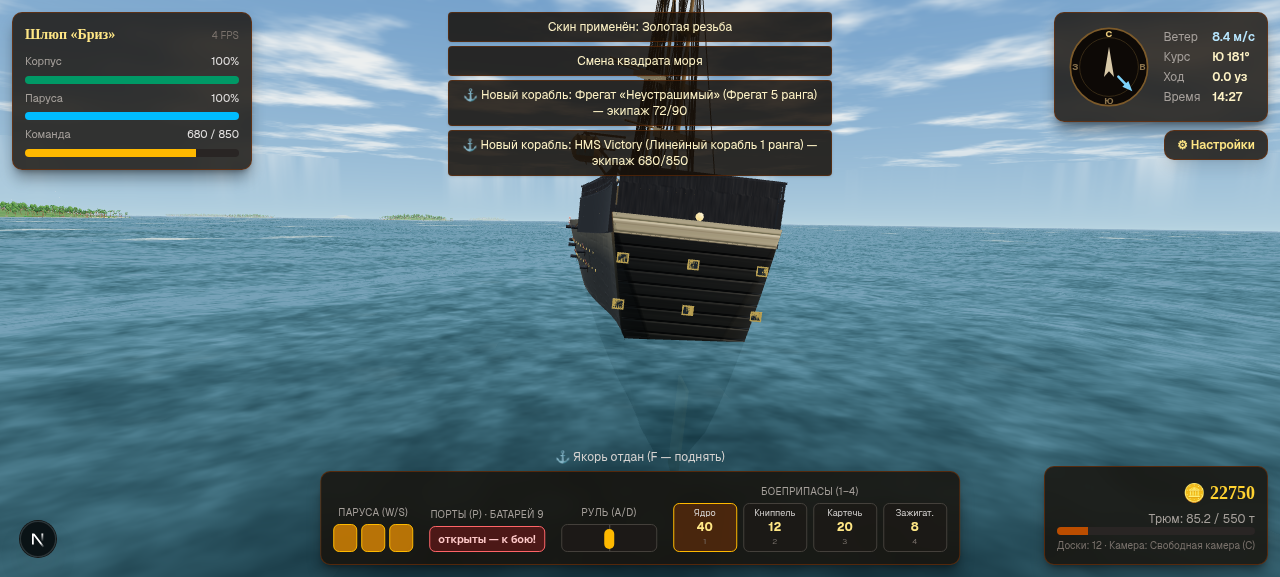 Шлюп «Бриз»
4 FPS
Корпус 100%
Паруса 100%
Команда 680 / 850
Скин применён: Золотая резьба
Смена квадрата моря
⚓ Новый корабль: Фрегат «Неустрашимый» (Фрегат 5 ранга)
— экипаж 72/90
⚓ Новый корабль: HMS Victory (Линейный корабль 1 ранга) —
экипаж 680/850
С
З
В
Ю
Ветер 8.4 м/с
Курс Ю 181°
Ход 0.0 уз
Время 14:27
⚙ Настройки
⚓ Якорь отдан (F — поднять)
ПАРУСА (W/S)
ПОРТЫ (P) · БАТАРЕЙ 9
открыты — к бою!
РУЛЬ (A/D)
БОЕПРИПАСЫ (1–4)
Ядро
40
1
Книппель
12
2
Картечь
20
3
Зажигат.
8
4
22750
Трюм: 85.2 / 550 т
Доски: 12 · Камера: Свободная камера (C)
N